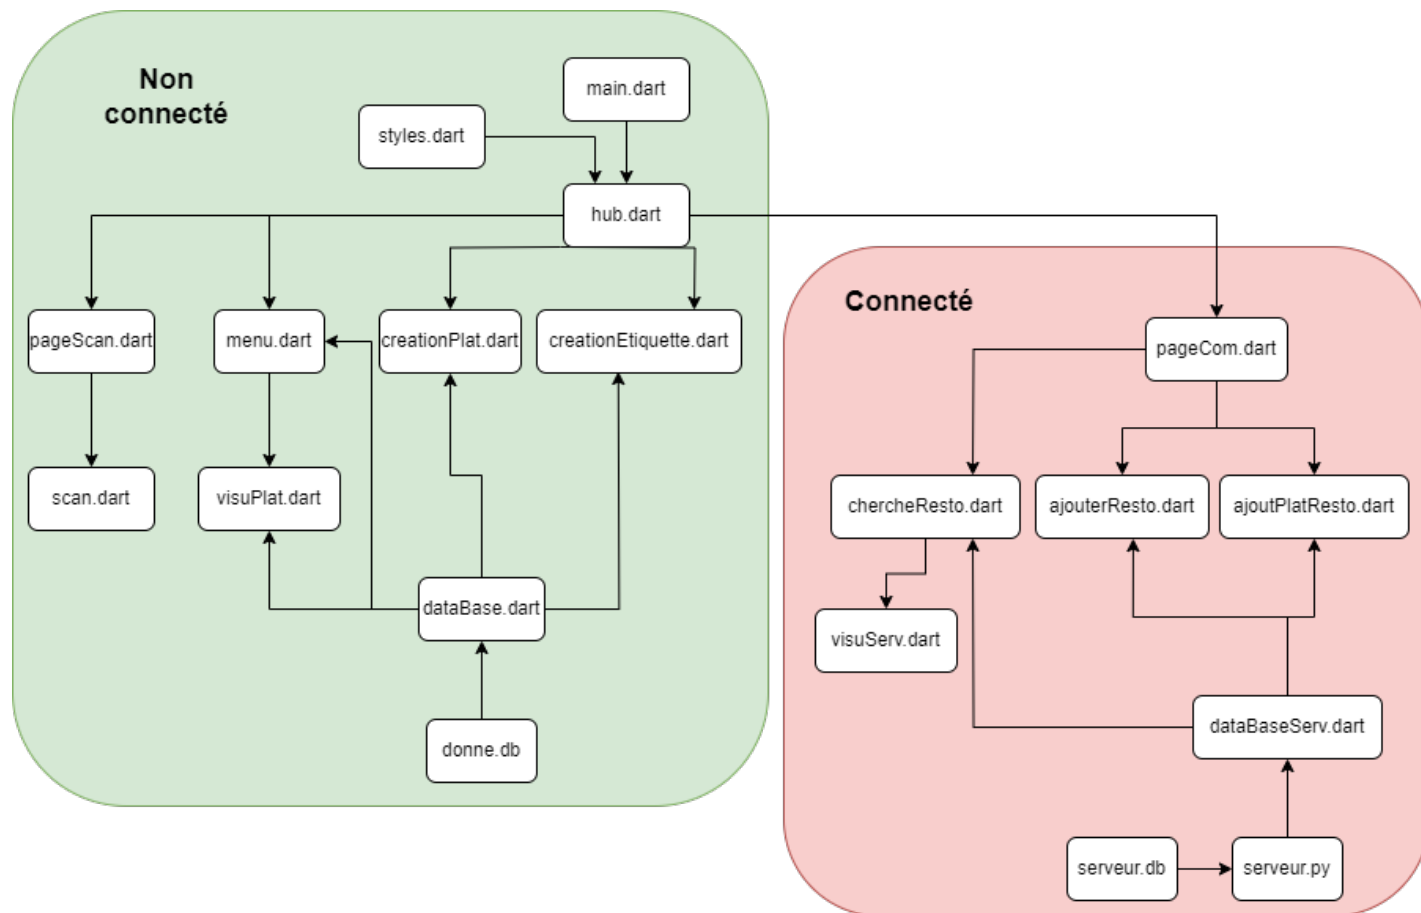 Non
connecté
main.dart
styles.dart
hub.dart
pageScan.dart
menu.dart
creationPlat.dart
creationEtiquette.dart
scan.dart
visuPlat.dart
dataBase.dart
donne.db
Connecté
pageCom.dart
chercheResto.dart
ajouterResto.dart
ajoutPlatResto.dart
visuServ.dart
dataBaseServ.dart
serveur.db
serveur.py